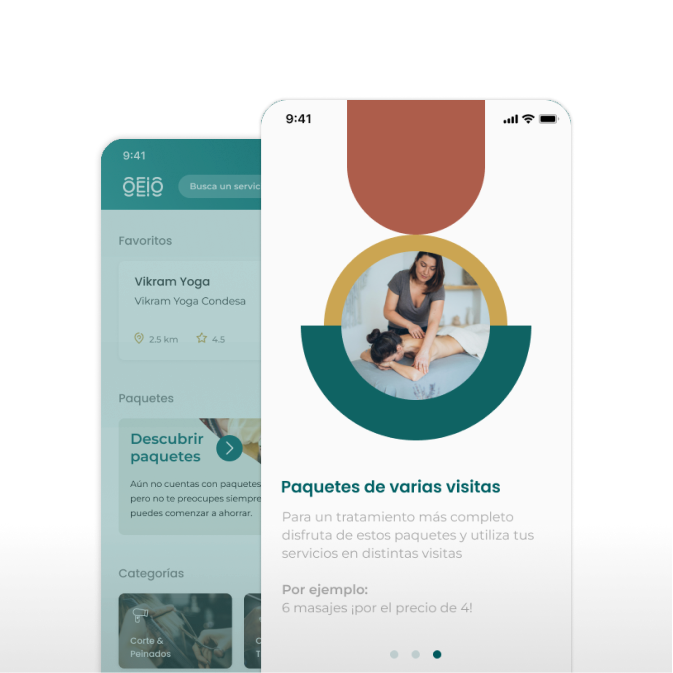 9:41
OEIO
Busca un servic
Favoritos
Vikram Yoga
Vikram Yoga Condesa
2.5 km
4.5
Paquetes
Descubrir
paquetes
Aún no cuentas con paquetes
pero no te preocupes siempre
puedes comenzar a ahorrar.
Categorías
Corte &
Peinados
C
T
9:41
Paquetes de varias visitas
Para un tratamiento más completo
disfruta de estos paquetes y utiliza tus
servicios en distintas visitas
Por ejemplo:
6 masajes ¡por el precio de 4!